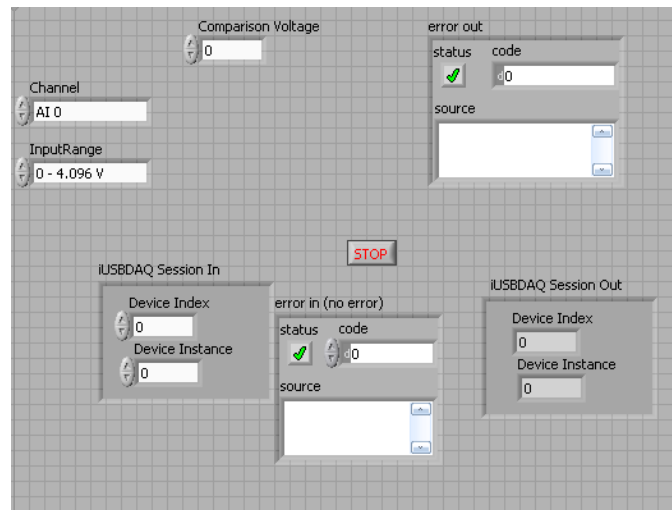 Comparison Voltage
0
error out
status
code
d0
source
Channel
AI 0
InputRange
0 - 4.096 V
STOP
iUSBDAQ Session In
Device Index
0
Device Instance
0
error in (no error)
status
code
d0
source
iUSBDAQ Session Out
Device Index
0
Device Instance
0